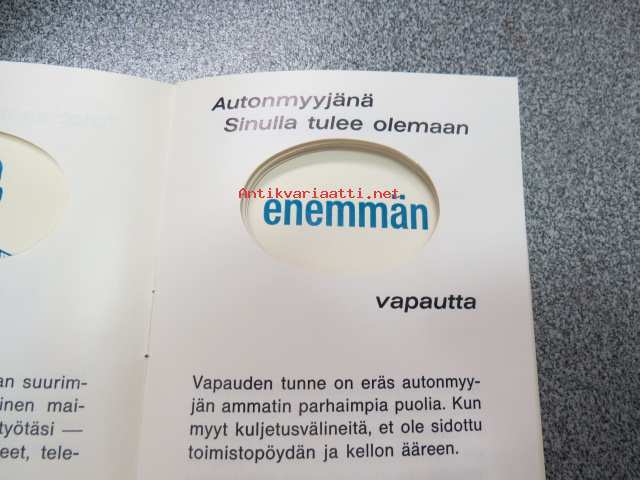 Autonmyyjänä
Sinulla tulee olemaan
Antikvariaatti.net
enemmän
vapautta
an suurim-
inen mai-
työtäsi —
eet, tele-
Vapauden tunne on eräs autonmyy-
jän ammatin parhaimpia puolia. Kun
myyt kuljetusvälineitä, et ole sidottu
toimistopöydän ja kellon ääreen.